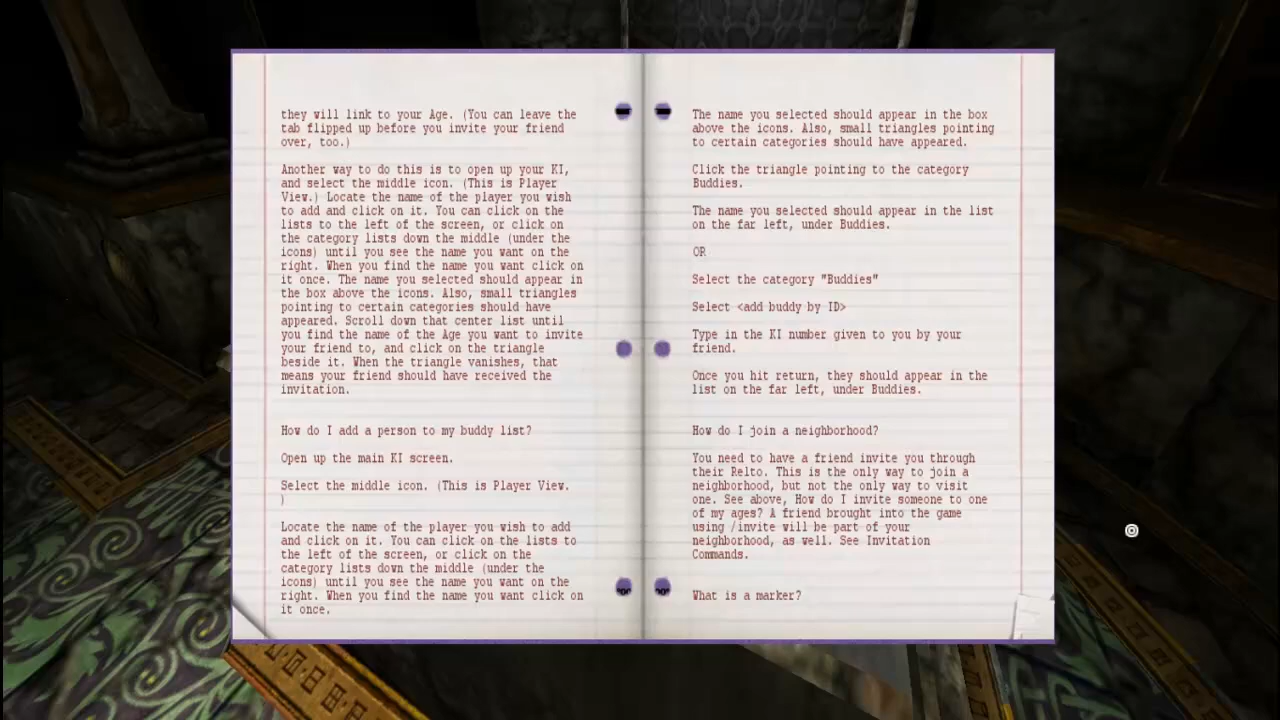 they will link to your Age. (You can leave the
tab flipped up before you invite your friend
over, too.)
Another way to do this is to open up your KI,
and select the middle icon. (This is Player
View.) Locate the name of the player you wish
to add and click on it. You can click on the
lists to the left of the screen, or click on
the category lists down the middle (under the
icons) until you see the name you want on the
right. When you find the name you want click on
it once. The name you selected should appear in
the box above the icons. Also, small triangles
pointing to certain categories should have
appeared. Scroll down that center list until
you find the name of the Age you want to invite
your friend to, and click on the triangle
beside it. When the triangle vanishes, that
means your friend should have received the
invitation.
How do I add a person to my buddy list?
Open up the main KI screen.
Select the middle icon. (This is Player View.
)
Locate the name of the player you wish to add
and click on it. You can click on the lists to
the left of the screen, or click on the
category lists down the middle (under the
icons) until you see the name you want on the
right. When you find the name you want click on
it once.
The name you selected should appear in the box
above the icons. Also, small triangles pointing
to certain categories should have appeared.
Click the triangle pointing to the category
Buddies.
The name you selected should appear in the list
on the far left, under Buddies.
OR
Select the category "Buddies"
Select <add buddy by ID>
Type in the KI number given to you by your
friend.
Once you hit return, they should appear in the
list on the far left, under Buddies.
How do I join a neighborhood?
You need to have a friend invite you through
their Relto. This is the only way to join a
neighborhood, but not the only way to visit
one. See above, How do I invite someone to one
of my ages? A friend brought into the game
using /invite will be part of your
neighborhood, as well. See Invitation
Commands.
What is a marker?